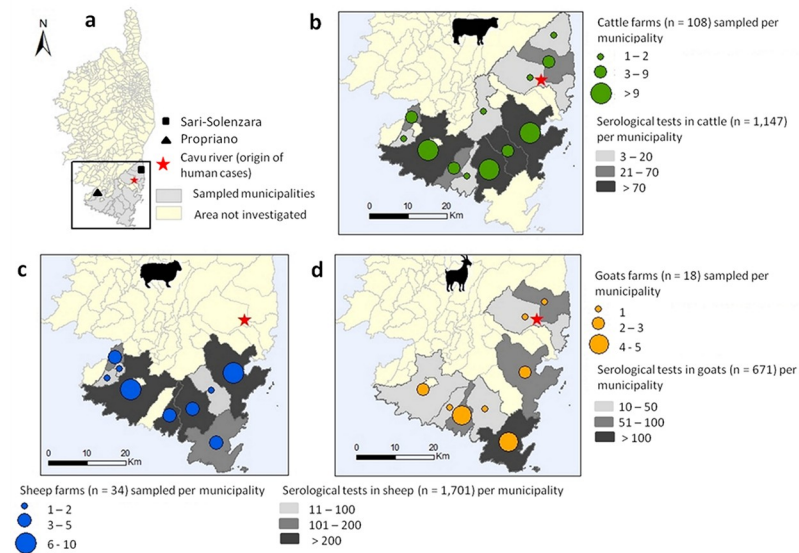 a
N
Sari-Solenzara
Propriano
Cavu river (origin of
human cases)
Sampled municipalities
Area not investigated
b
0 10 20
Km
Cattle farms (n = 108) sampled per
municipality
1 – 2
3 – 9
> 9
Serological tests in cattle (n = 1,147)
per municipality
3 – 20
21 - 70
> 70
c
0 10 20
Km
Sheep farms (n = 34) sampled per municipality
1 – 2
3 – 5
6 - 10
Serological tests in sheep (n = 1,701) per municipality
11 – 100
101 – 200
> 200
d
0 10 20
Km
Goats farms (n = 18) sampled per
municipality
1
2 – 3
4 - 5
Serological tests in goats (n = 671) per
municipality
10 – 50
51 – 100
> 100